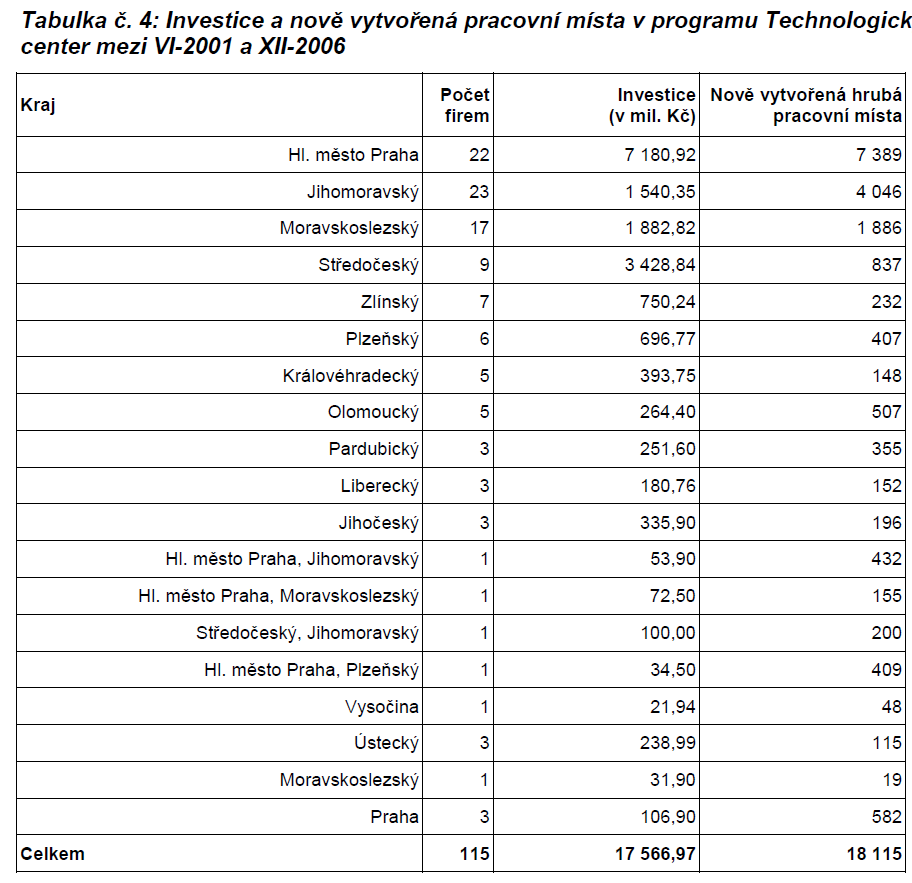 Tabulka č. 4: Investice a nově vytvořená pracovní místa v programu Technologick
center mezi VI-2001 a XII-2006
Kraj Počet firem Investice (v mil. Kč) Nově vytvořená hrubá pracovní místa
Hl. město Praha 22 7 180,92 7 389
Jihomoravský 23 1 540,35 4 046
Moravskoslezský 17 1 882,82 1 886
Středočeský 9 3 428,84 837
Zlínský 7 750,24 232
Plzeňský 6 696,77 407
Královéhradecký 5 393,75 148
Olomoucký 5 264,40 507
Pardubický 3 251,60 355
Liberecký 3 180,76 152
Jihočeský 3 335,90 196
Hl. město Praha, Jihomoravský 1 53,90 432
Hl. město Praha, Moravskoslezský 1 72,50 155
Středočeský, Jihomoravský 1 100,00 200
Hl. město Praha, Plzeňský 1 34,50 409
Vysočina 1 21,94 48
Ústecký 3 238,99 115
Moravskoslezský 1 31,90 19
Praha 3 106,90 582
Celkem 115 17 566,97 18 115